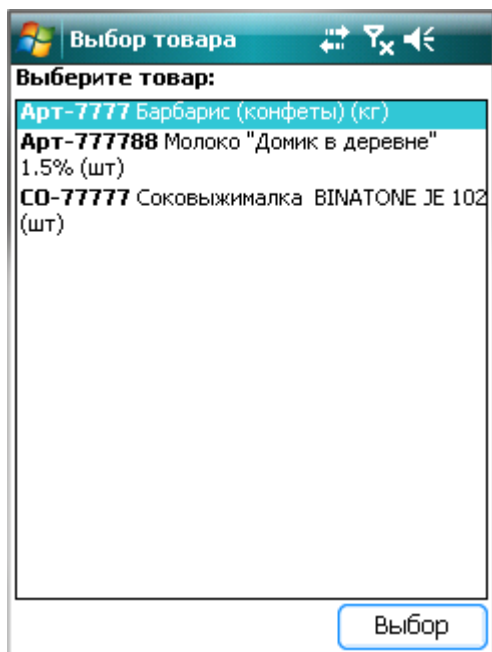 Выбор товара
Выберите товар:
Арт-7777 Барбарис (конфеты) (кг)
Арт-777788 Молоко "Домик в деревне"
1.5% (шт)
СО-77777 Соковыжималка BINATONE JE 102
(шт)
Выбор